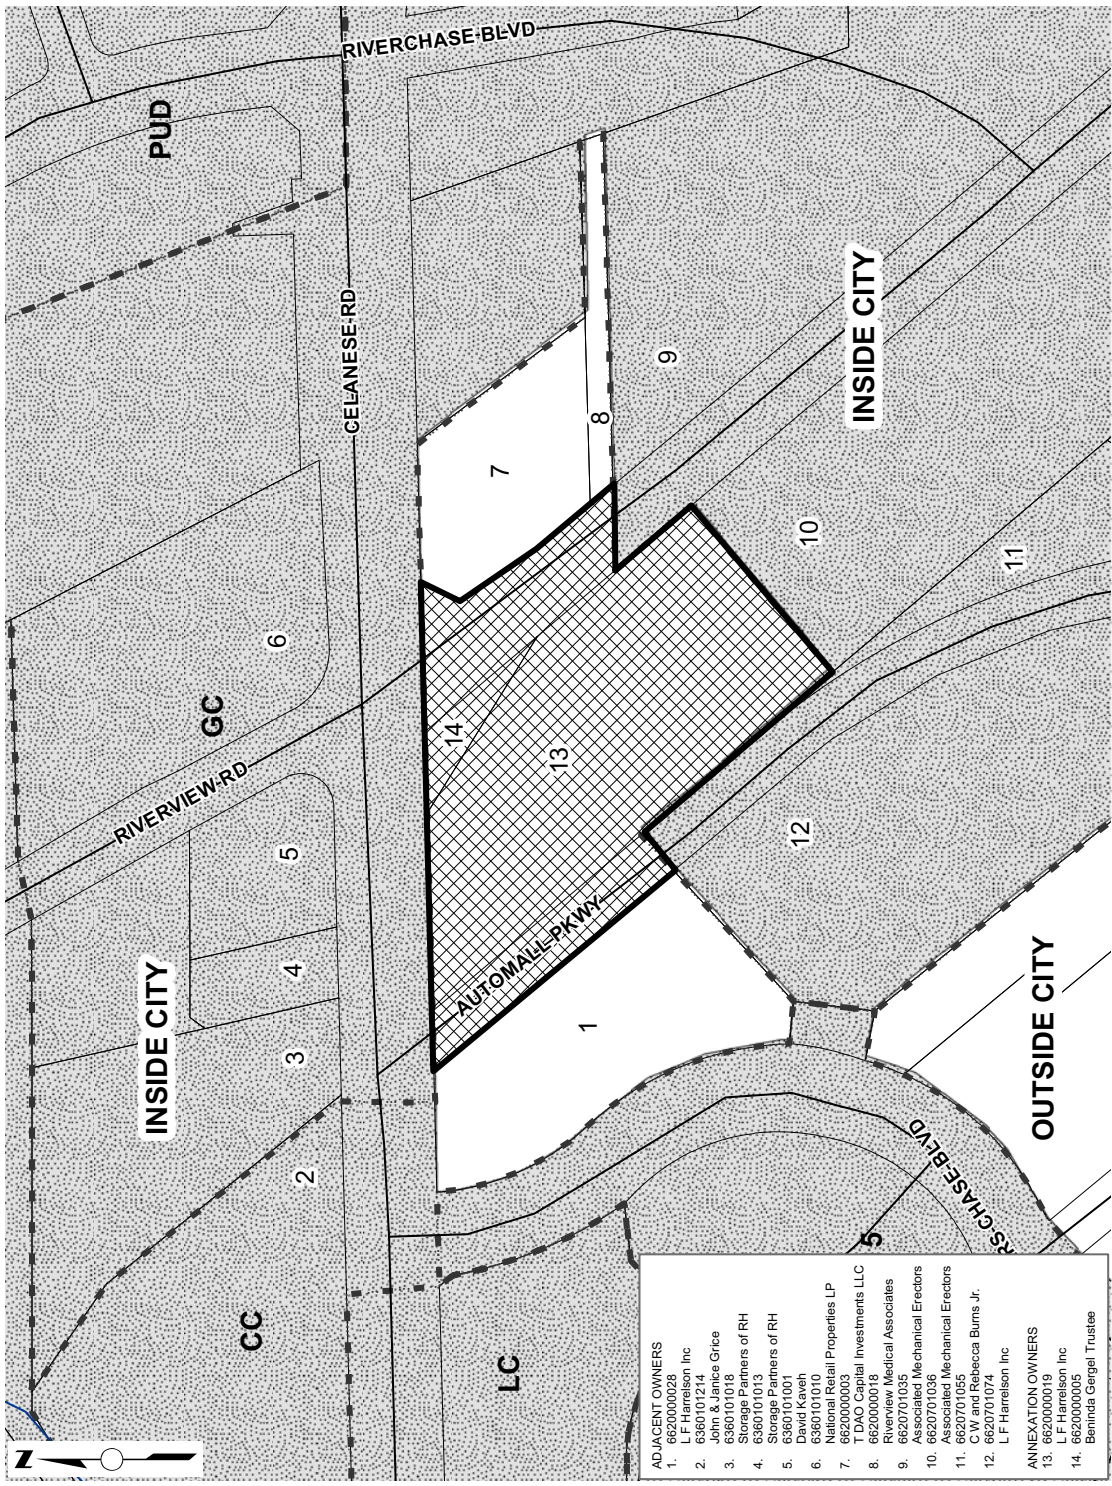 PUD
RIVERCHASE BLVD
CELANESE RD
INSIDE CITY
9
8
7
10
11
6
GC
RIVERVIEW RD
14
13
5
12
4
AUTOMALL PKWY
INSIDE CITY
3
1
OUTSIDE CITY
2
RS CHASE BLVD
5
CC
LC
Z
ADJACENT OWNERS
1. 6620000028
L F Harrelson Inc
2. 6360101214
John & Janice Grice
3. 6360101018
Storage Partners of RH
4. 6360101013
Storage Partners of RH
5. 6360101001
David Kaveh
6. 6360101010
National Retail Properties LP
7. 6620000003
T DAO Capital Investments LLC
8. 6620000018
Riverview Medical Associates
9. 6620701035
Associated Mechanical Erectors
10. 6620701036
Associated Mechanical Erectors
11. 6620701055
C W and Rebecca Burns Jr.
12. 6620701074
L F Harrelson Inc
ANNEXATION OWNERS
13. 6620000019
L F Harrelson Inc
14. 6620000005
Beninda Gergel Trustee